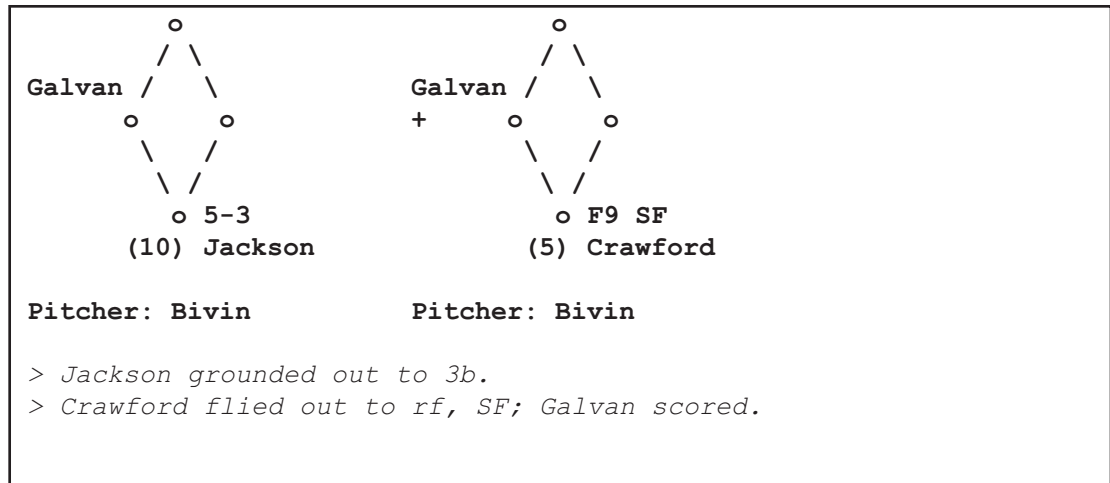 o                        o
       / \                      / \
Galvan /   \             Galvan /   \
     o     o             +    o     o
      \   /                    \   /
       \ /                      \ /
        o 5-3                    o F9 SF
     (10) Jackson              (5) Crawford
Pitcher: Bivin           Pitcher: Bivin
> Jackson grounded out to 3b.
> Crawford flied out to rf, SF; Galvan scored.